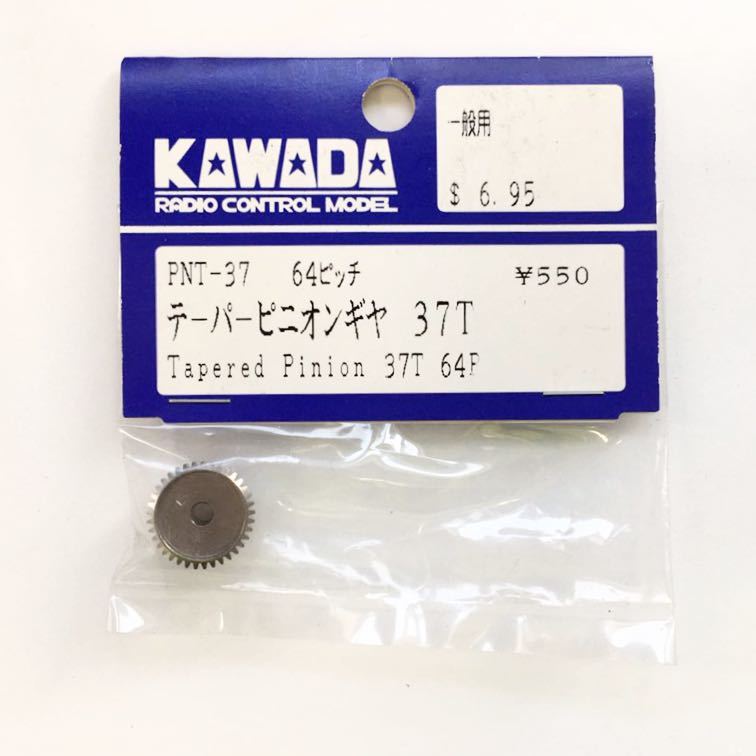 KAWADA
RADIO CONTROL MODEL
一般用
$ 6.95
PNT-37 64ピッチ ¥550
テーパーピニオンギヤ 37T
Tapered Pinion 37T 64P